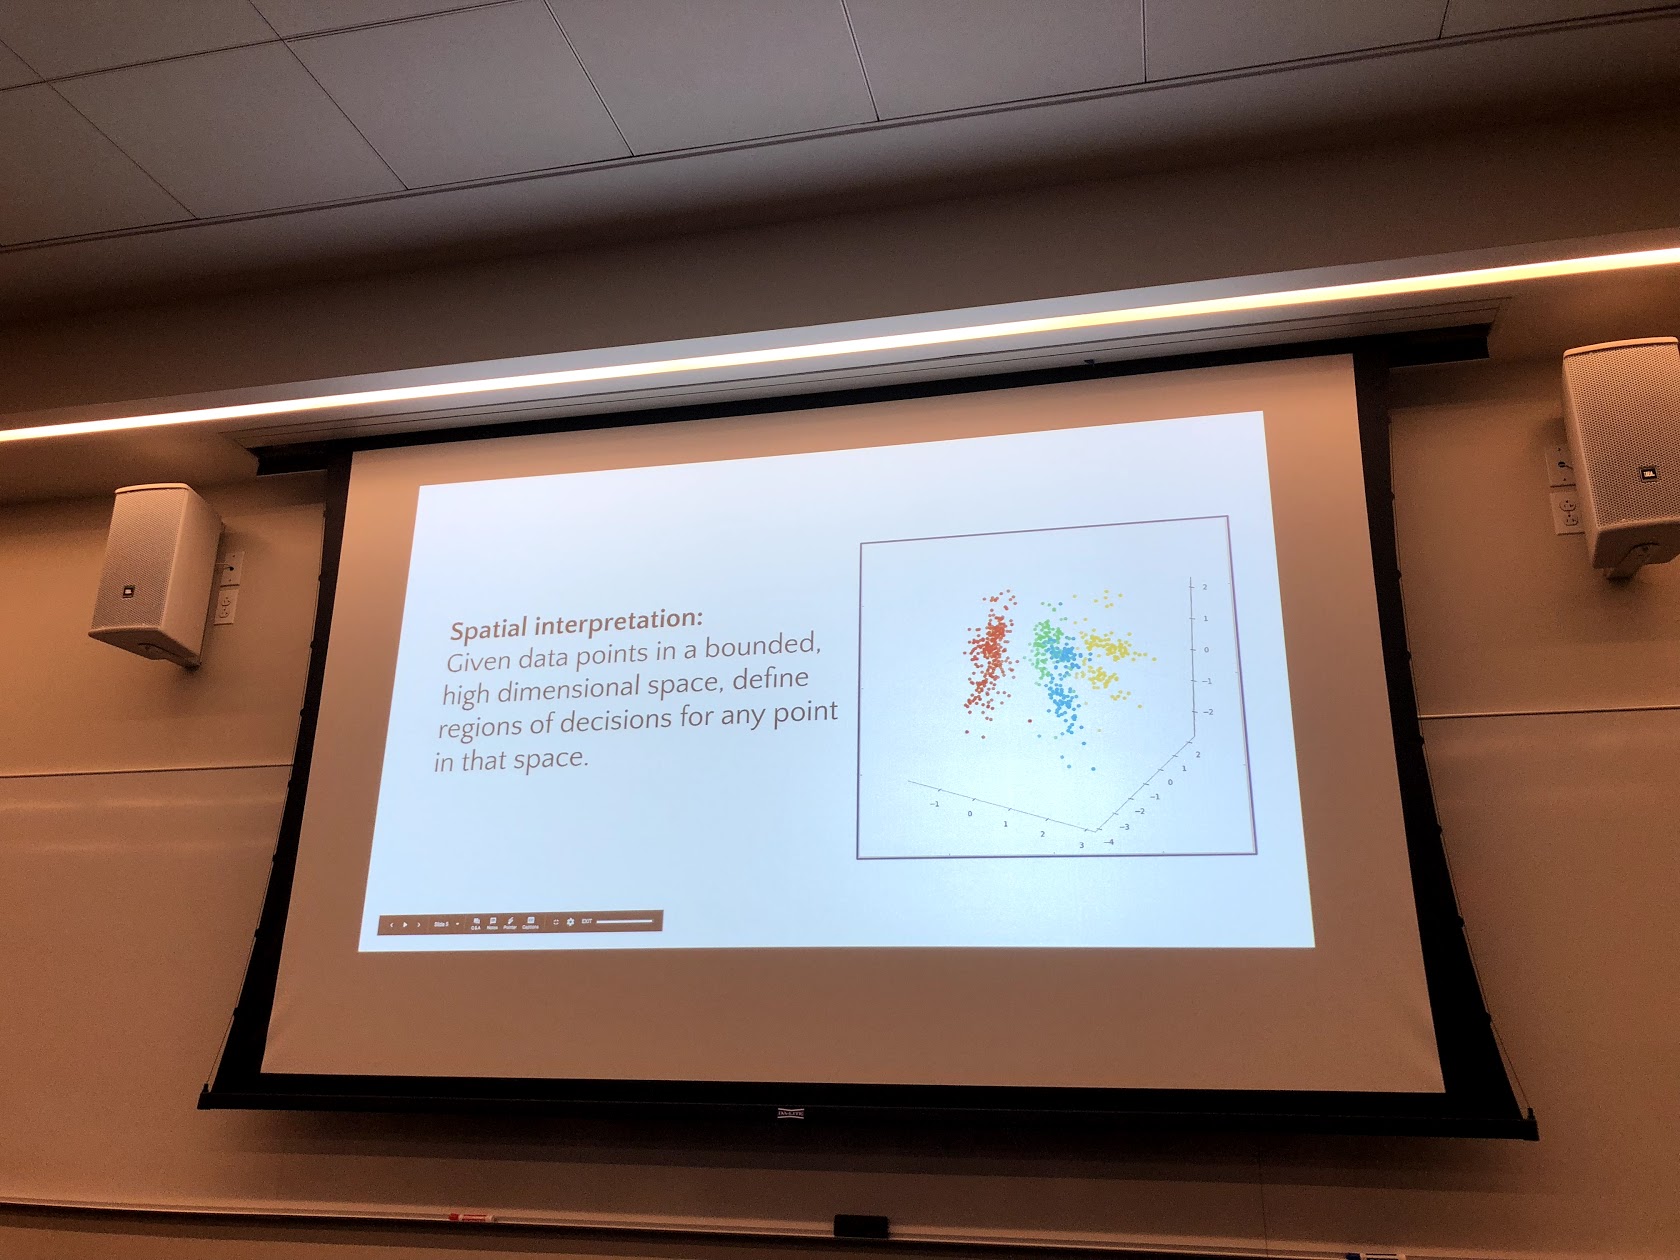 Spatial interpretation:
Given data points in a bounded,
high dimensional space, define
regions of decisions for any point
in that space.
2
1
0
−1
−2
2
1
0
−1
−2
−3
−4
−1
0
1
2
3
Slide 8
Q&A
Notes
Pointer
Captions
EXIT
JBL
JBL
DA-LITE